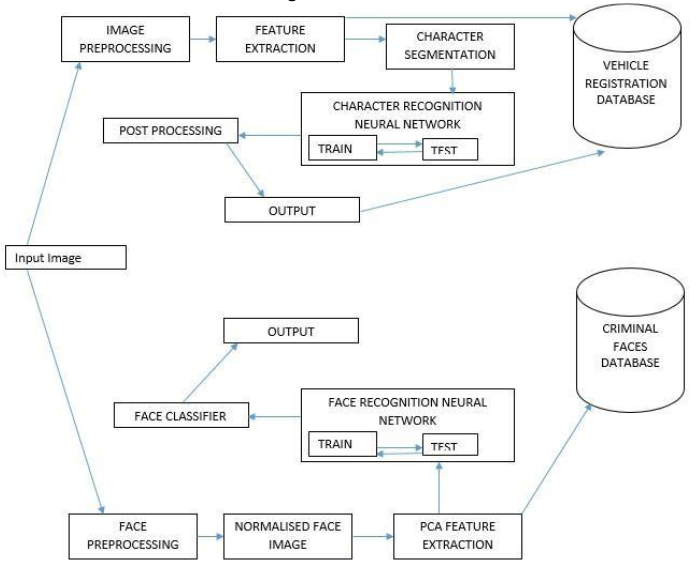 IMAGE
PREPROCESSING
FEATURE
EXTRACTION
CHARACTER
SEGMENTATION
VEHICLE
REGISTRATION
DATABASE
CHARACTER RECOGNITION
NEURAL NETWORK
TRAIN
TEST
POST PROCESSING
OUTPUT
Input Image
OUTPUT
CRIMINAL
FACES
DATABASE
FACE CLASSIFIER
FACE RECOGNITION NEURAL
NETWORK
TRAIN
TEST
FACE
PREPROCESSING
NORMALISED FACE
IMAGE
PCA FEATURE
EXTRACTION